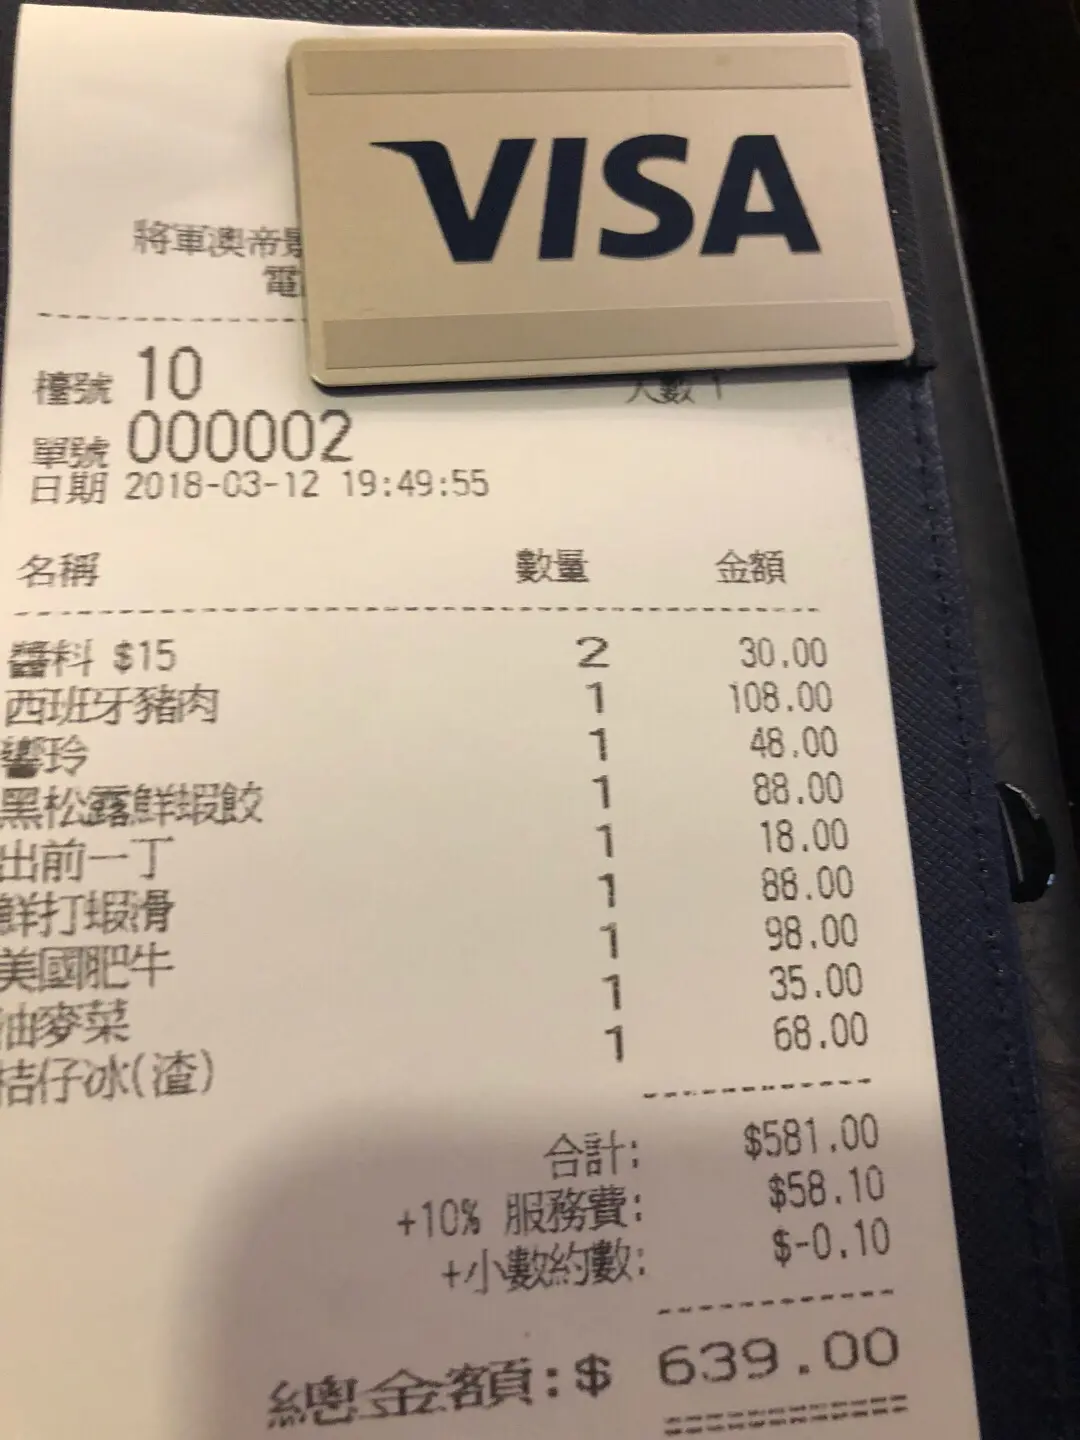 VISA
將軍澳帝景
電
檯號 10
人數 1
單號 000002
日期 2018-03-12 19:49:55
名稱 數量 金額
醬料 $15 2 30.00
西班牙豬肉 1 108.00
響玲 1 48.00
黑松露鮮蝦餃 1 88.00
出前一丁 1 18.00
鮮打蝦滑 1 88.00
美國肥牛 1 98.00
油麥菜 1 35.00
桔仔冰(渣) 1 68.00
合計: $581.00
+10% 服務費: $58.10
+小數約數: $-0.10
總金額:$ 639.00